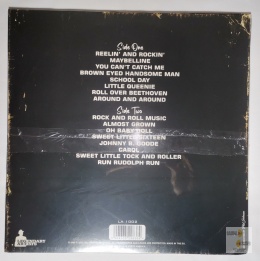 Side One
REELIN' AND ROCKIN'
MAYBELLINE
YOU CAN'T CATCH ME
BROWN EYED HANDSOME MAN
SCHOOL DAY
LITTLE QUEENIE
ROLL OVER BEETHOVEN
AROUND AND AROUND
Side Two
ROCK AND ROLL MUSIC
ALMOST GROWN
OH BABY DOLL
SWEET LITTLE SIXTEEN
JOHNNY B. GOODE
CAROL
SWEET LITTLE TOCK AND ROLLER
RUN RUDOLPH RUN